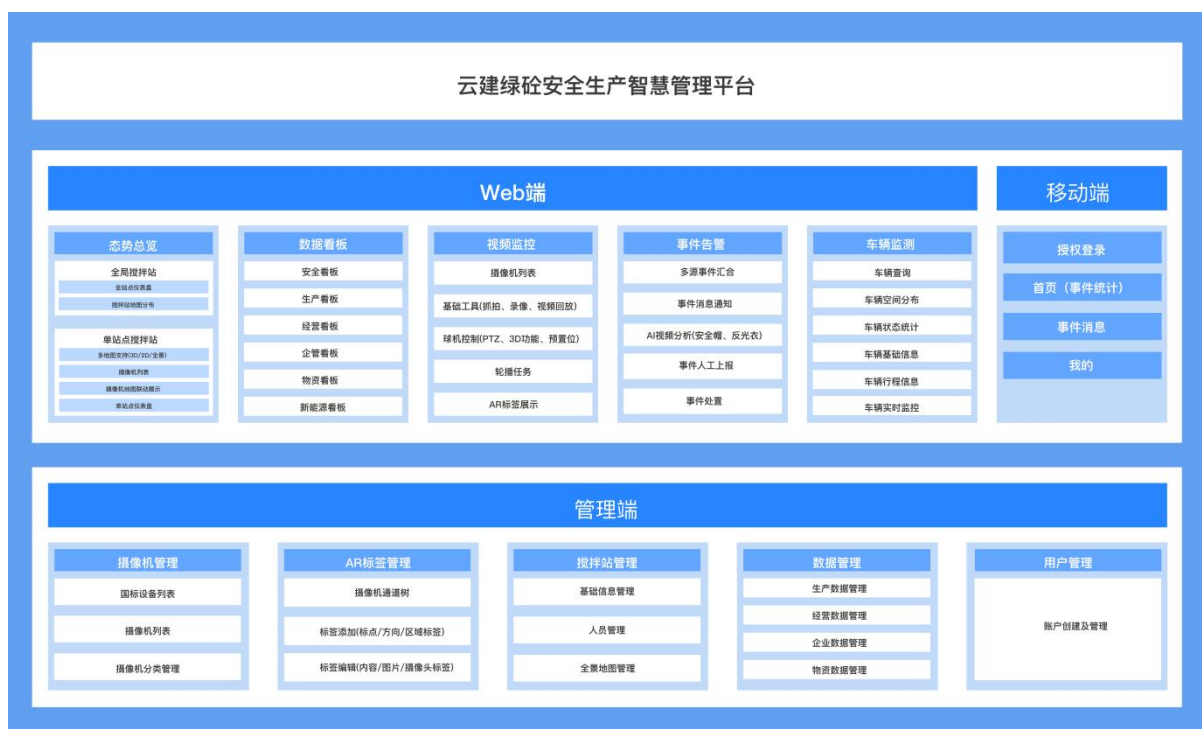 云建绿砼安全生产智慧管理平台
Web端
态势总览
全局搅拌站
全站点仪表盘
搅拌站地图分布
单站点搅拌站
多地图支持(3D/2D/全景)
摄像机列表
摄像机地图联动展示
单站点仪表盘
数据看板
安全看板
生产看板
经营看板
企管看板
物资看板
新能源看板
视频监控
摄像机列表
基础工具(抓拍、录像、视频回放)
球机控制(PTZ、3D功能、预置位)
轮播任务
AR标签展示
事件告警
多源事件汇合
事件消息通知
AI视频分析(安全帽、反光衣)
事件人工上报
事件处置
车辆监测
车辆查询
车辆空间分布
车辆状态统计
车辆基础信息
车辆行程信息
车辆实时监控
移动端
授权登录
首页（事件统计）
事件消息
我的
管理端
摄像机管理
国标设备列表
摄像机列表
摄像机分类管理
AR标签管理
摄像机通道树
标签添加(标点/方向/区域标签)
标签编辑(内容/图片/摄像头标签)
搅拌站管理
基础信息管理
人员管理
全景地图管理
数据管理
生产数据管理
经营数据管理
企业数据管理
物资数据管理
用户管理
账户创建及管理